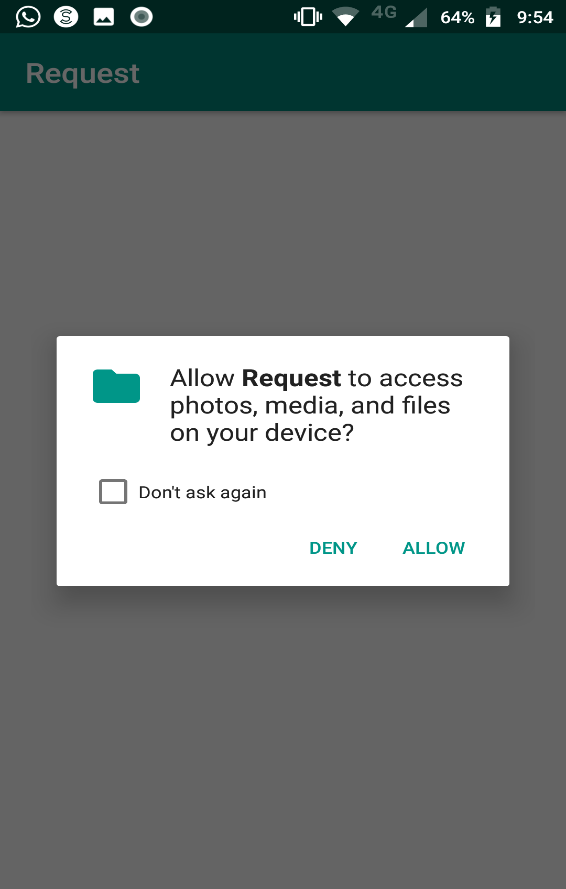 4G 64% 9:54
Request
Allow Request to access
photos, media, and files
on your device?
Don't ask again
DENY ALLOW